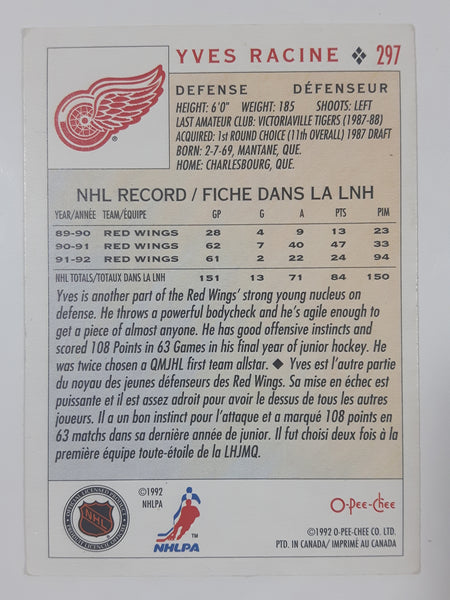 YVES RACINE ❖ 297
DEFENSE DÉFENSEUR
HEIGHT: 6'0" WEIGHT: 185 SHOOTS: LEFT
LAST AMATEUR CLUB: VICTORIAVILLE TIGERS (1987-88)
ACQUIRED: 1st ROUND CHOICE (11th OVERALL) 1987 DRAFT
BORN: 2-7-69, MANTANE, QUE.
HOME: CHARLESBOURG, QUE.
NHL RECORD / FICHE DANS LA LNH
YEAR/ANNÉE TEAM/ÉQUIPE GP G A PTS PIM
89-90 RED WINGS 28 4 9 13 23
90-91 RED WINGS 62 7 40 47 33
91-92 RED WINGS 61 2 22 24 94
NHL TOTALS/TOTAUX DANS LA LNH 151 13 71 84 150
Yves is another part of the Red Wings' strong young nucleus on
defense. He throws a powerful bodycheck and he's agile enough to
get a piece of almost anyone. He has good offensive instincts and
scored 108 Points in 63 Games in his final year of junior hockey. He
was twice chosen a QMJHL first team allstar. ◆ Yves est l'autre partie
du noyau des jeunes défenseurs des Red Wings. Sa mise en échec est
puissante et il est assez adroit pour avoir le dessus de tous les autres
joueurs. Il a un bon instinct pour l'attaque et a marqué 108 points en
63 matchs dans sa dernière année de junior. Il fut choisi deux fois à la
première équipe toute-étoile de la LHJMQ.
NHL
©1992
NHLPA
NHLPA
™
O-Pee-Chee
©1992 O-PEE-CHEE CO. LTD.
PTD. IN CANADA/ IMPRIMÉ AU CANADA